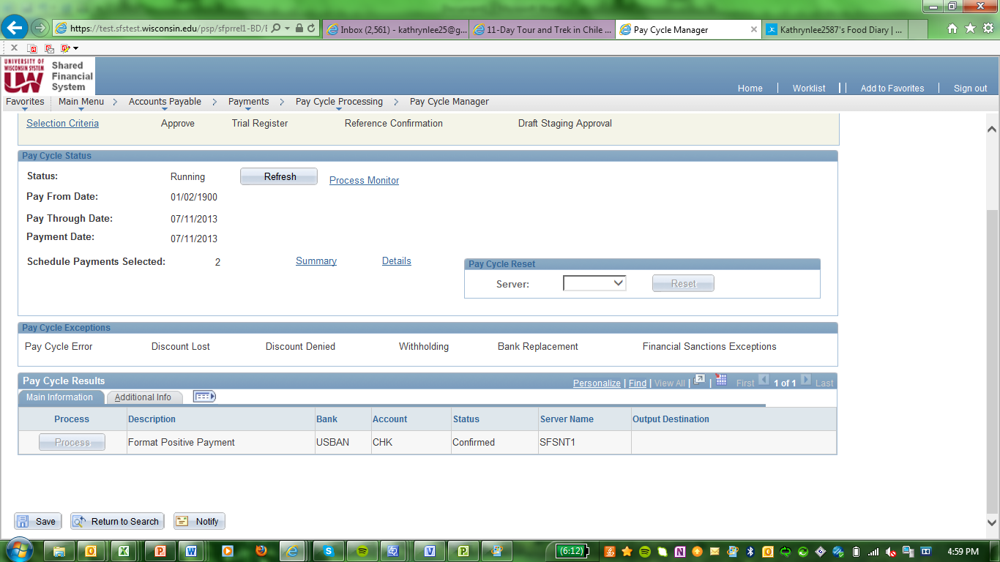 https://test.sfstest.wisconsin.edu/psp/sfprrel1-BD/
Inbox (2,561) - kathrynlee25@g...
11-Day Tour and Trek in Chile ...
Pay Cycle Manager
Kathrynlee2587's Food Diary | ...
UNIVERSITY OF
WISCONSIN SYSTEM
UW
Shared
Financial
System
Home
Worklist
Add to Favorites
Sign out
Favorites
Main Menu > Accounts Payable > Payments > Pay Cycle Processing > Pay Cycle Manager
Selection Criteria
Approve
Trial Register
Reference Confirmation
Draft Staging Approval
Pay Cycle Status
Status: Running
Refresh
Process Monitor
Pay From Date: 01/02/1900
Pay Through Date: 07/11/2013
Payment Date: 07/11/2013
Schedule Payments Selected: 2
Summary
Details
Pay Cycle Reset
Server:
Reset
Pay Cycle Exceptions
Pay Cycle Error
Discount Lost
Discount Denied
Withholding
Bank Replacement
Financial Sanctions Exceptions
Pay Cycle Results
Personalize | Find | View All | | First 1 of 1 Last
Main Information
Additional Info
Process Description Bank Account Status Server Name Output Destination
Process Format Positive Payment USBAN CHK Confirmed SFSNT1
Save
Return to Search
Notify
(6:12)
4:59 PM